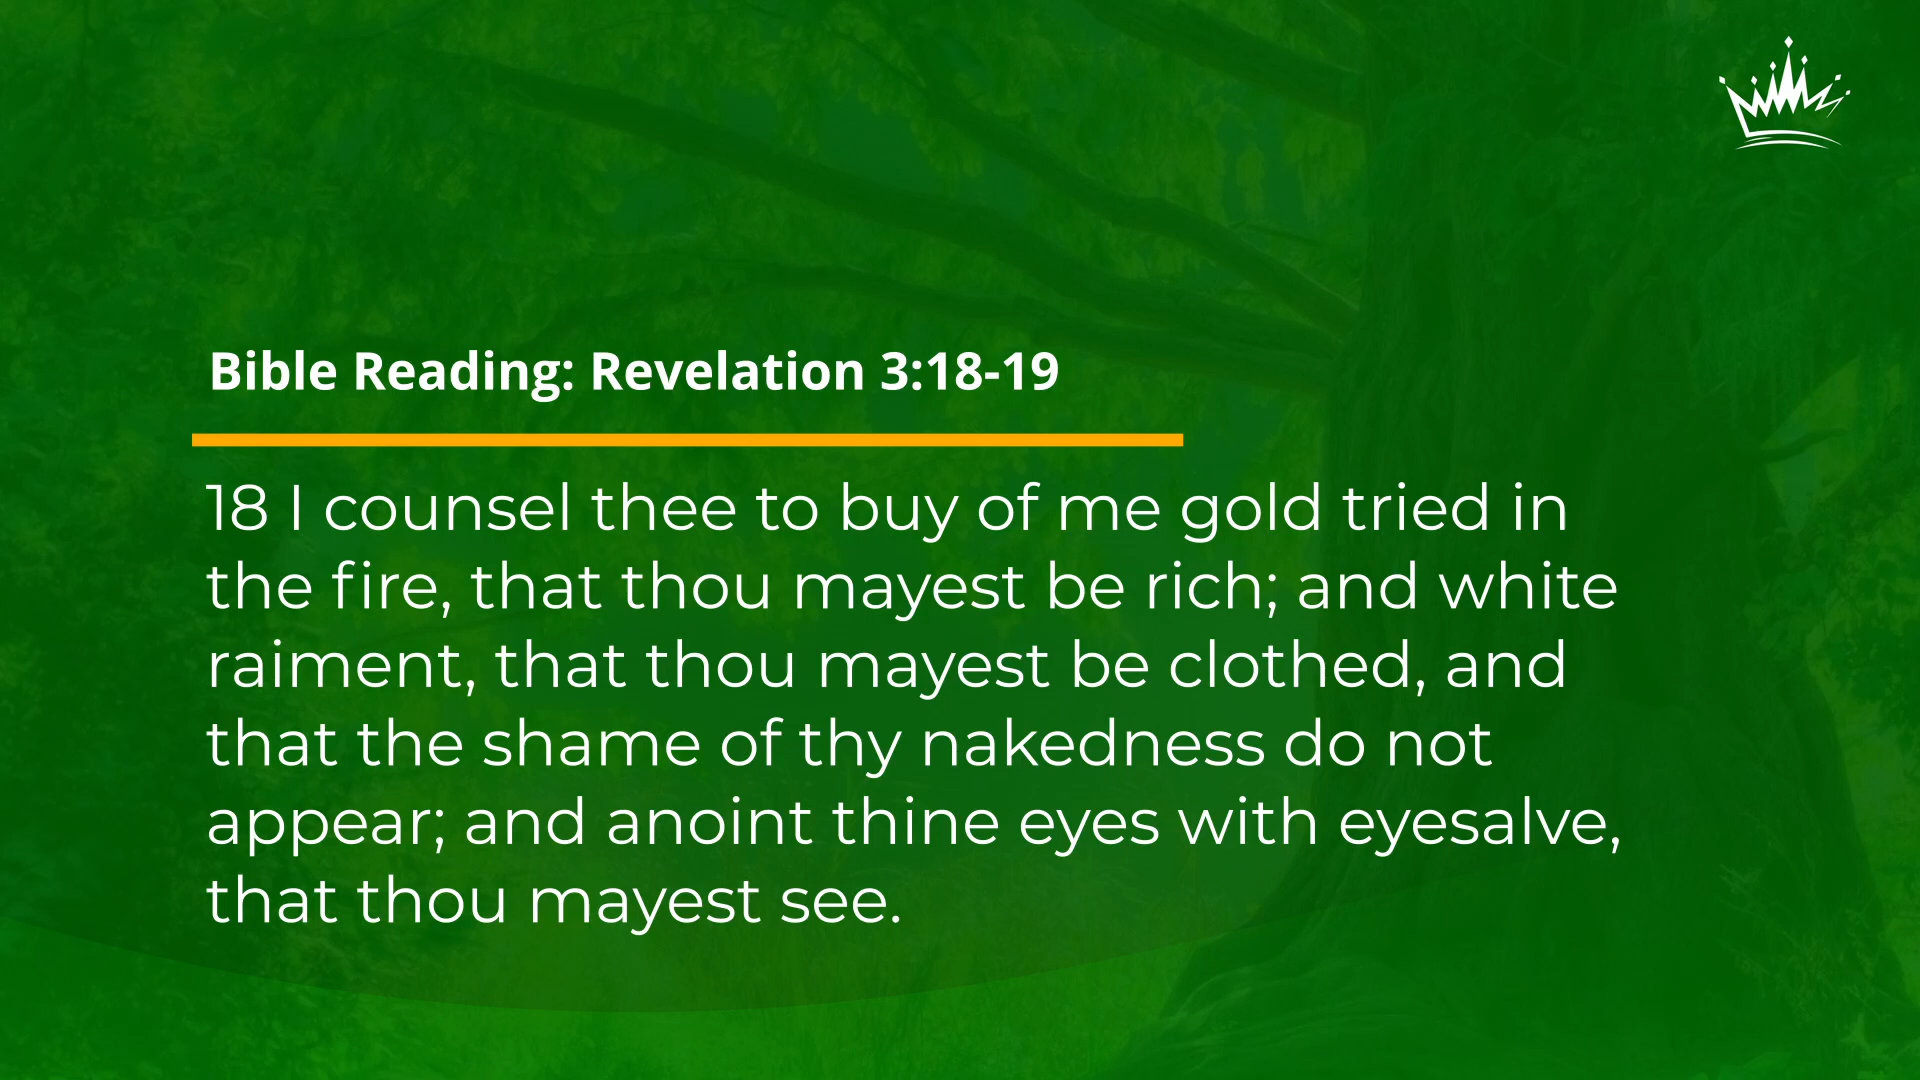 Bible Reading: Revelation 3:18-19
18 I counsel thee to buy of me gold tried in
the fire, that thou mayest be rich; and white
raiment, that thou mayest be clothed, and
that the shame of thy nakedness do not
appear; and anoint thine eyes with eyesalve,
that thou mayest see.